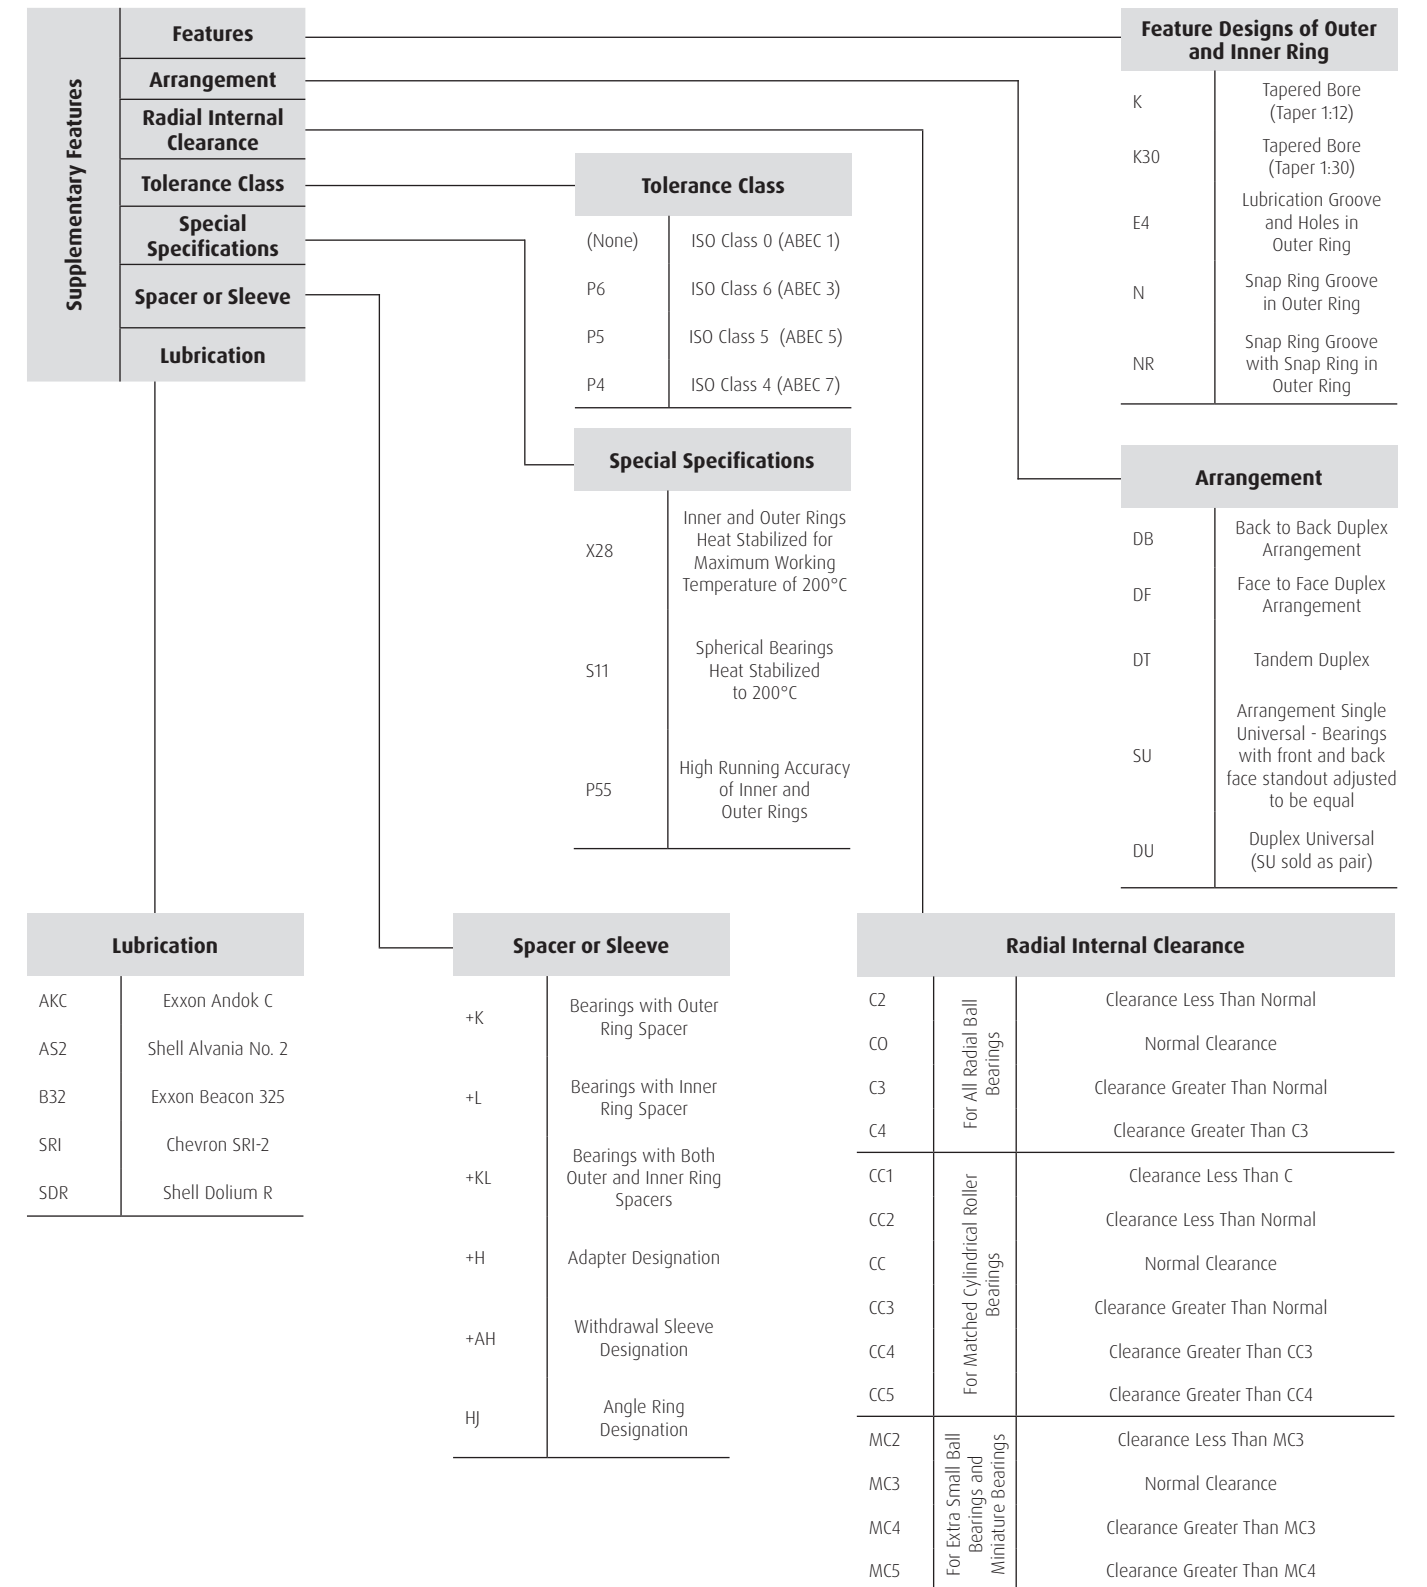 Supplementary Features
Features
Arrangement
Radial Internal
Clearance
Tolerance Class
Special
Specifications
Spacer or Sleeve
Lubrication
Feature Designs of Outer
and Inner Ring
K
Tapered Bore
(Taper 1:12)
K30
Tapered Bore
(Taper 1:30)
E4
Lubrication Groove
and Holes in
Outer Ring
N
Snap Ring Groove
in Outer Ring
NR
Snap Ring Groove
with Snap Ring in
Outer Ring
Tolerance Class
(None) ISO Class 0 (ABEC 1)
P6 ISO Class 6 (ABEC 3)
P5 ISO Class 5 (ABEC 5)
P4 ISO Class 4 (ABEC 7)
Special Specifications
X28
Inner and Outer Rings
Heat Stabilized for
Maximum Working
Temperature of 200°C
S11
Spherical Bearings
Heat Stabilized
to 200°C
P55
High Running Accuracy
of Inner and
Outer Rings
Arrangement
DB
Back to Back Duplex
Arrangement
DF
Face to Face Duplex
Arrangement
DT Tandem Duplex
SU
Arrangement Single
Universal - Bearings
with front and back
face standout adjusted
to be equal
DU
Duplex Universal
(SU sold as pair)
Lubrication
AKC Exxon Andok C
AS2 Shell Alvania No. 2
B32 Exxon Beacon 325
SRI Chevron SRI-2
SDR Shell Dolium R
Spacer or Sleeve
+K
Bearings with Outer
Ring Spacer
+L
Bearings with Inner
Ring Spacer
+KL
Bearings with Both
Outer and Inner Ring
Spacers
+H Adapter Designation
+AH
Withdrawal Sleeve
Designation
HJ
Angle Ring
Designation
Radial Internal Clearance
For All Radial Ball
Bearings
C2 Clearance Less Than Normal
CO Normal Clearance
C3 Clearance Greater Than Normal
C4 Clearance Greater Than C3
For Matched Cylindrical Roller
Bearings
CC1 Clearance Less Than C
CC2 Clearance Less Than Normal
CC Normal Clearance
CC3 Clearance Greater Than Normal
CC4 Clearance Greater Than CC3
CC5 Clearance Greater Than CC4
For Extra Small Ball
Bearings and
Miniature Bearings
MC2 Clearance Less Than MC3
MC3 Normal Clearance
MC4 Clearance Greater Than MC3
MC5 Clearance Greater Than MC4